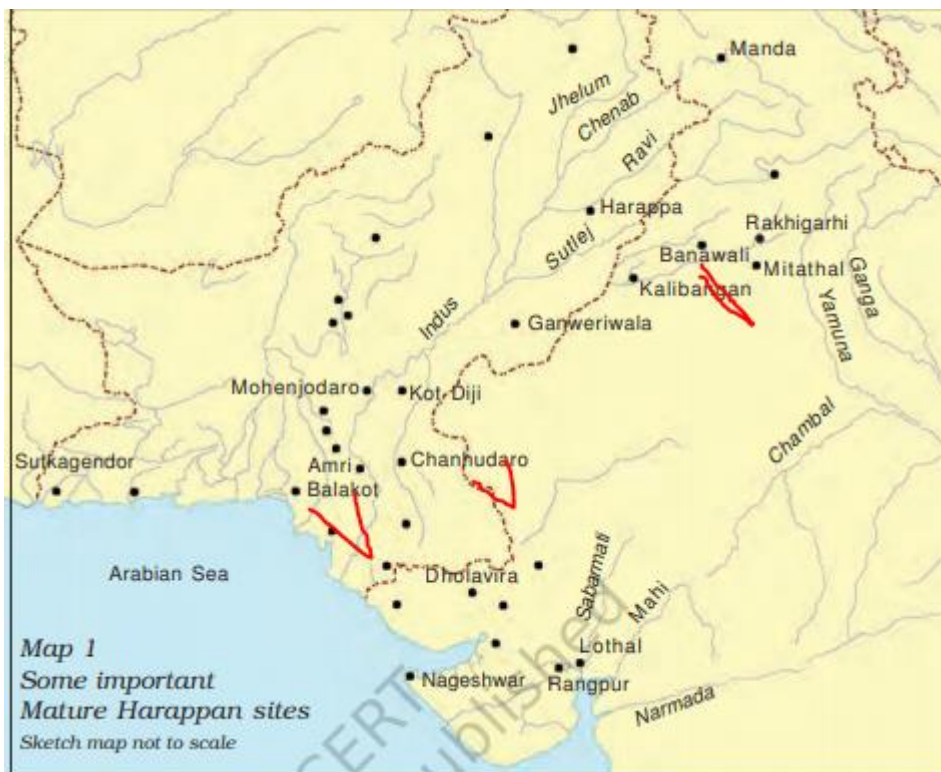 Manda
Jhelum
Chenab
Ravi
Harappa
Rakhigarhi
Sutlej
Banawali
Mitathal
Ganga
Kalibangan
Yamuna
Indus
Ganweriwala
Mohenjodaro
Kot Diji
Chambal
Sutkagendor
Amri
Chanhudaro
Balakot
Arabian Sea
Dholavira
Sabarmati
Mahi
Lothal
Nageshwar
Rangpur
Narmada
Map 1
Some important
Mature Harappan sites
Sketch map not to scale